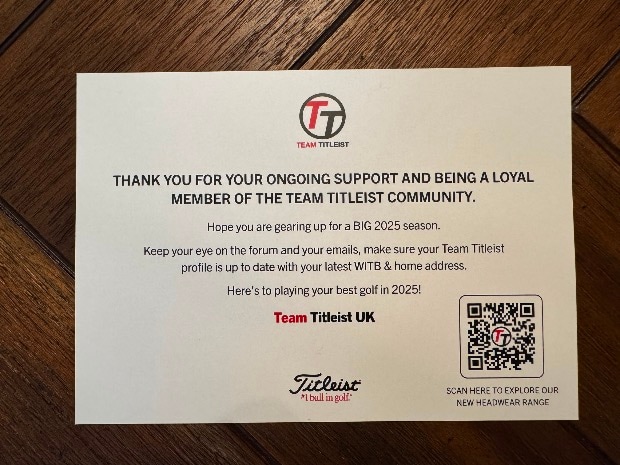 TT
TEAM TITLEIST
THANK YOU FOR YOUR ONGOING SUPPORT AND BEING A LOYAL
MEMBER OF THE TEAM TITLEIST COMMUNITY.
Hope you are gearing up for a BIG 2025 season.
Keep your eye on the forum and your emails, make sure your Team Titleist
profile is up to date with your latest WITB & home address.
Here's to playing your best golf in 2025!
Team Titleist UK
TT
SCAN HERE TO EXPLORE OUR
NEW HEADWEAR RANGE
Titleist
"#1 ball in golf."